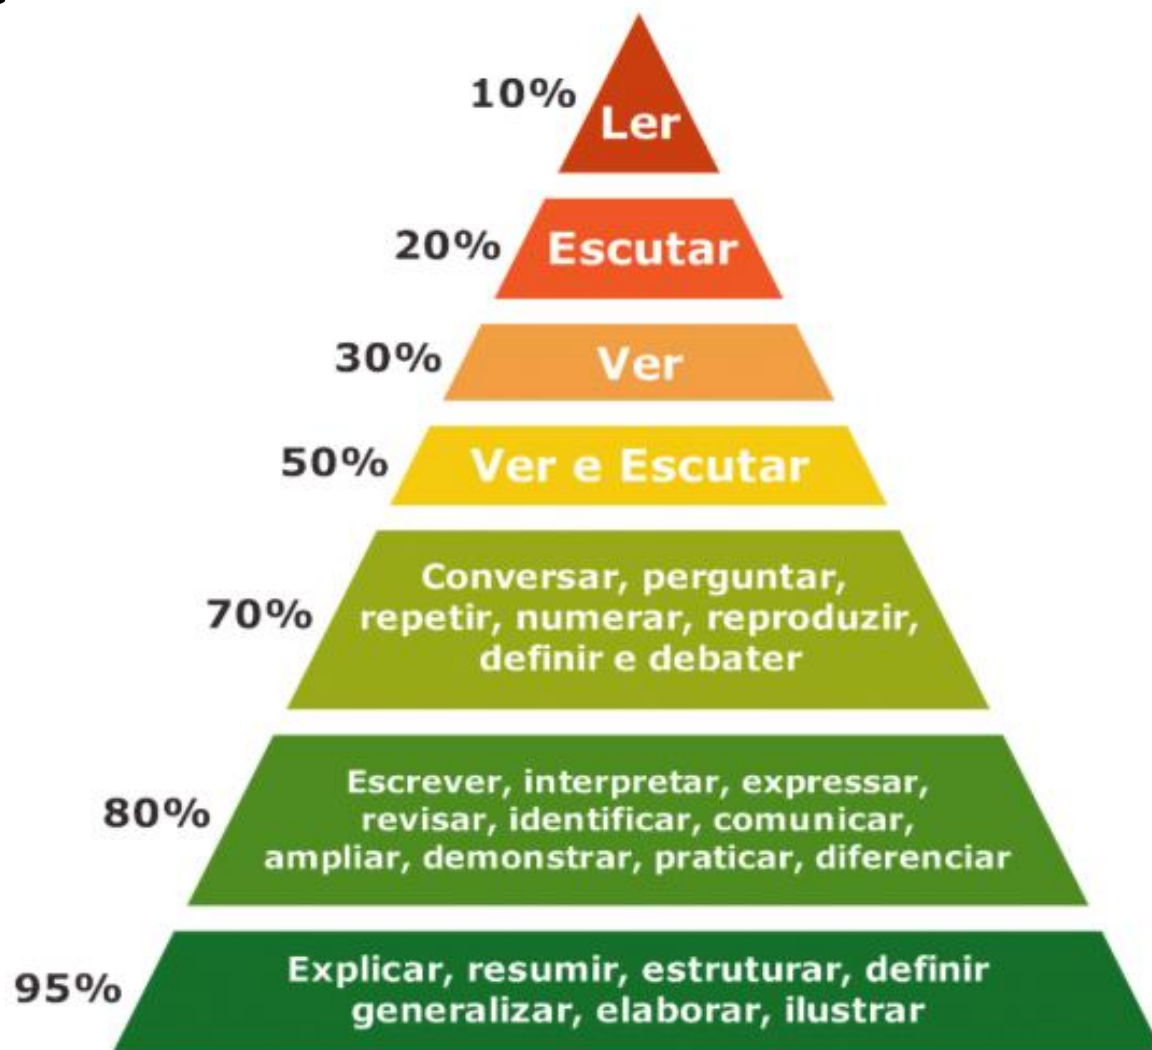 10%
Ler
20%
Escutar
30%
Ver
50%
Ver e Escutar
70%
Conversar, perguntar,
repetir, numerar, reproduzir,
definir e debater
80%
Escrever, interpretar, expressar,
revisar, identificar, comunicar,
ampliar, demonstrar, praticar, diferenciar
95%
Explicar, resumir, estruturar, definir
generalizar, elaborar, ilustrar